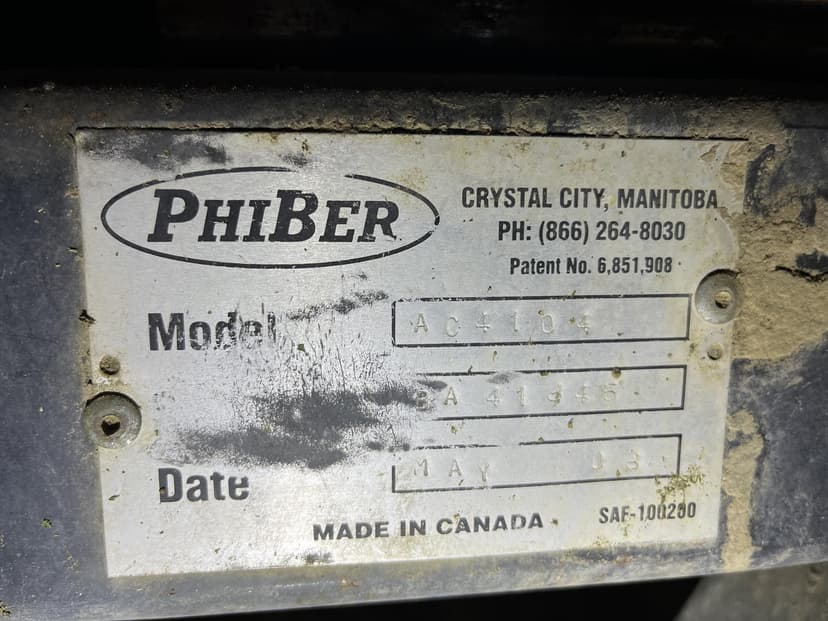 PHIBER
CRYSTAL CITY, MANITOBA
PH: (866) 264-8030
Patent No. 6,851,908
Model AC4104
Date MAY 03
MADE IN CANADA
SAF-100200